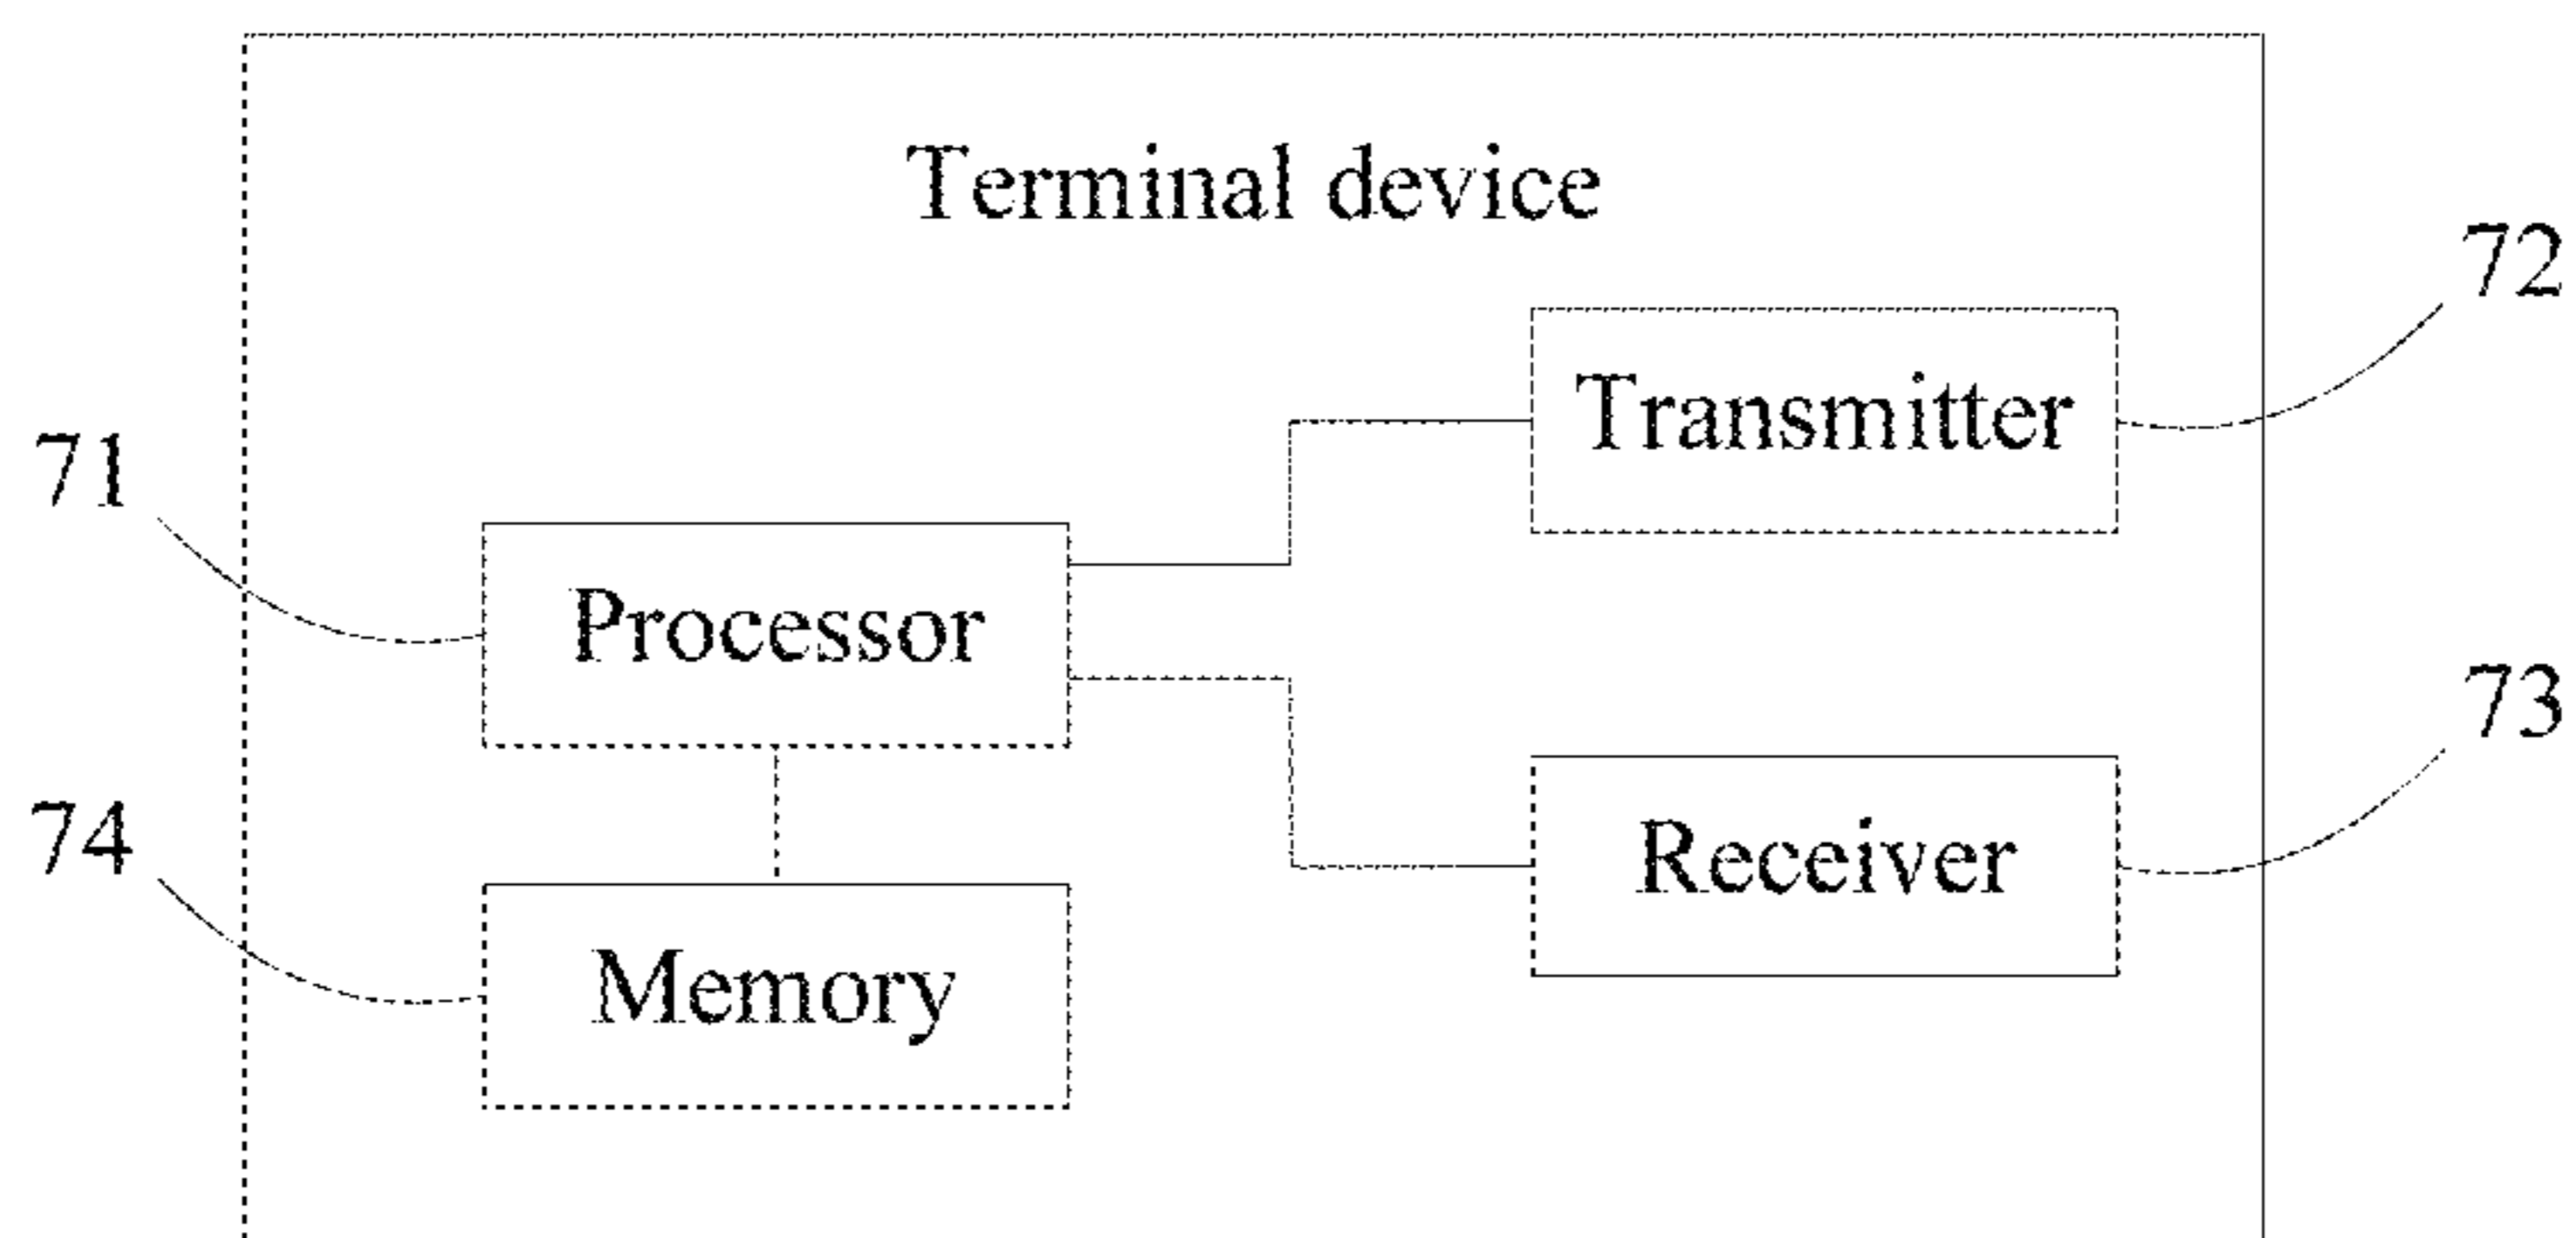 Terminal device
72
Transmitter
71
Processor
73
Receiver
74
Memory